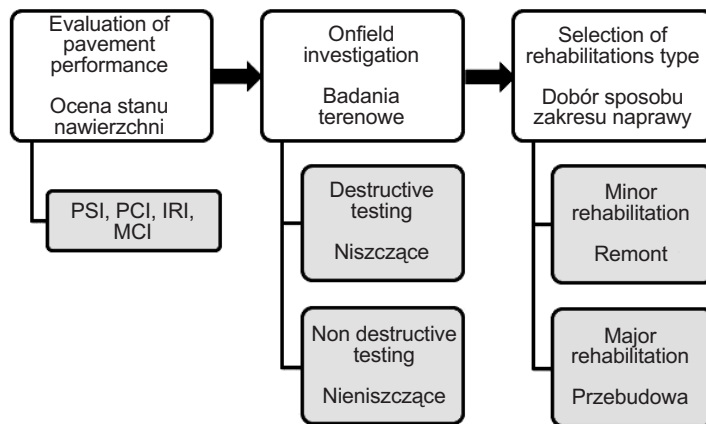 Evaluation of
pavement
performance
Ocena stanu
nawierzchni
PSI, PCI, IRI,
MCI
Onfield
investigation
Badania
terenowe
Destructive
testing
Niszczące
Non destructive
testing
Nieniszczące
Selection of
rehabilitations type
Dobór sposobu
zakresu naprawy
Minor
rehabilitation
Remont
Major
rehabilitation
Przebudowa